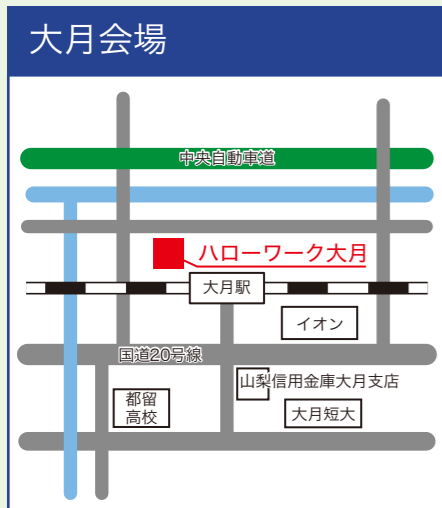 大月会場
中央自動車道
ハローワーク大月
大月駅
イオン
国道20号線
山梨信用金庫大月支店
都留
高校
大月短大